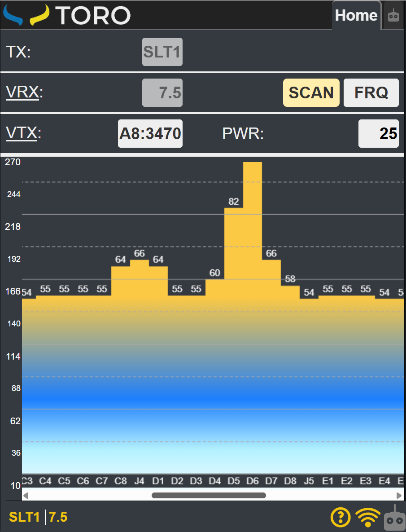 TORO Home
TX: SLT1
VRX: 7.5 SCAN FRQ
VTX: A8:3470 PWR: 25
270
244
218
192
166
140
114
88
62
36
10
54 55 55 55 55 64 66 64 55 55 60 82 66 58 54 55 55 55 54 5
C3 C4 C5 C6 C7 C8 J4 D1 D2 D3 D4 D5 D6 D7 D8 J5 E1 E2 E3 E4 E
SLT1 | 7.5